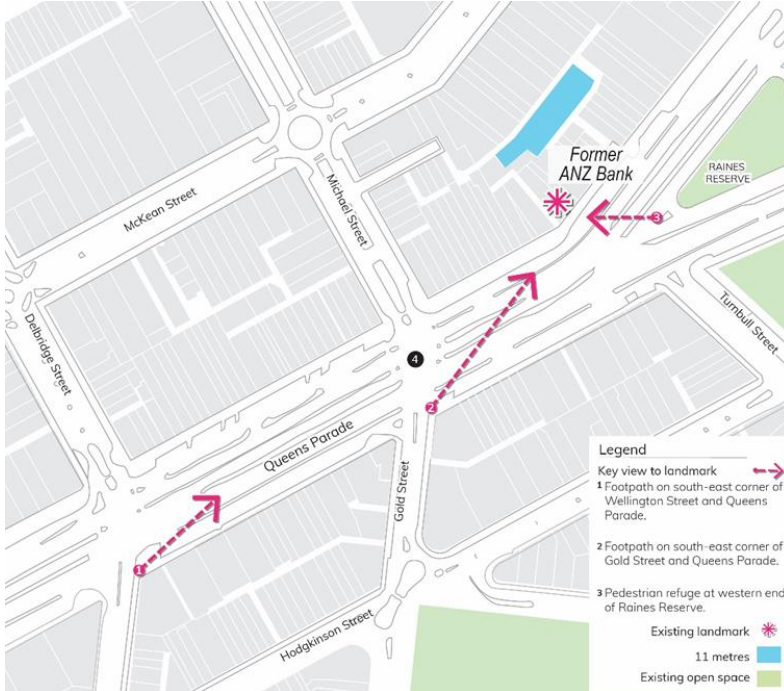 Former
ANZ Bank
RAINES
RESERVE
3
McKean Street
Michael Street
Delbridge Street
Turnbull Street
4
2
Queens Parade
Gold Street
1
Hodgkinson Street
Legend
Key view to landmark
1 Footpath on south-east corner of
Wellington Street and Queens
Parade.
2 Footpath on south-east corner of
Gold Street and Queens Parade.
3 Pedestrian refuge at western end
of Raines Reserve.
Existing landmark
11 metres
Existing open space